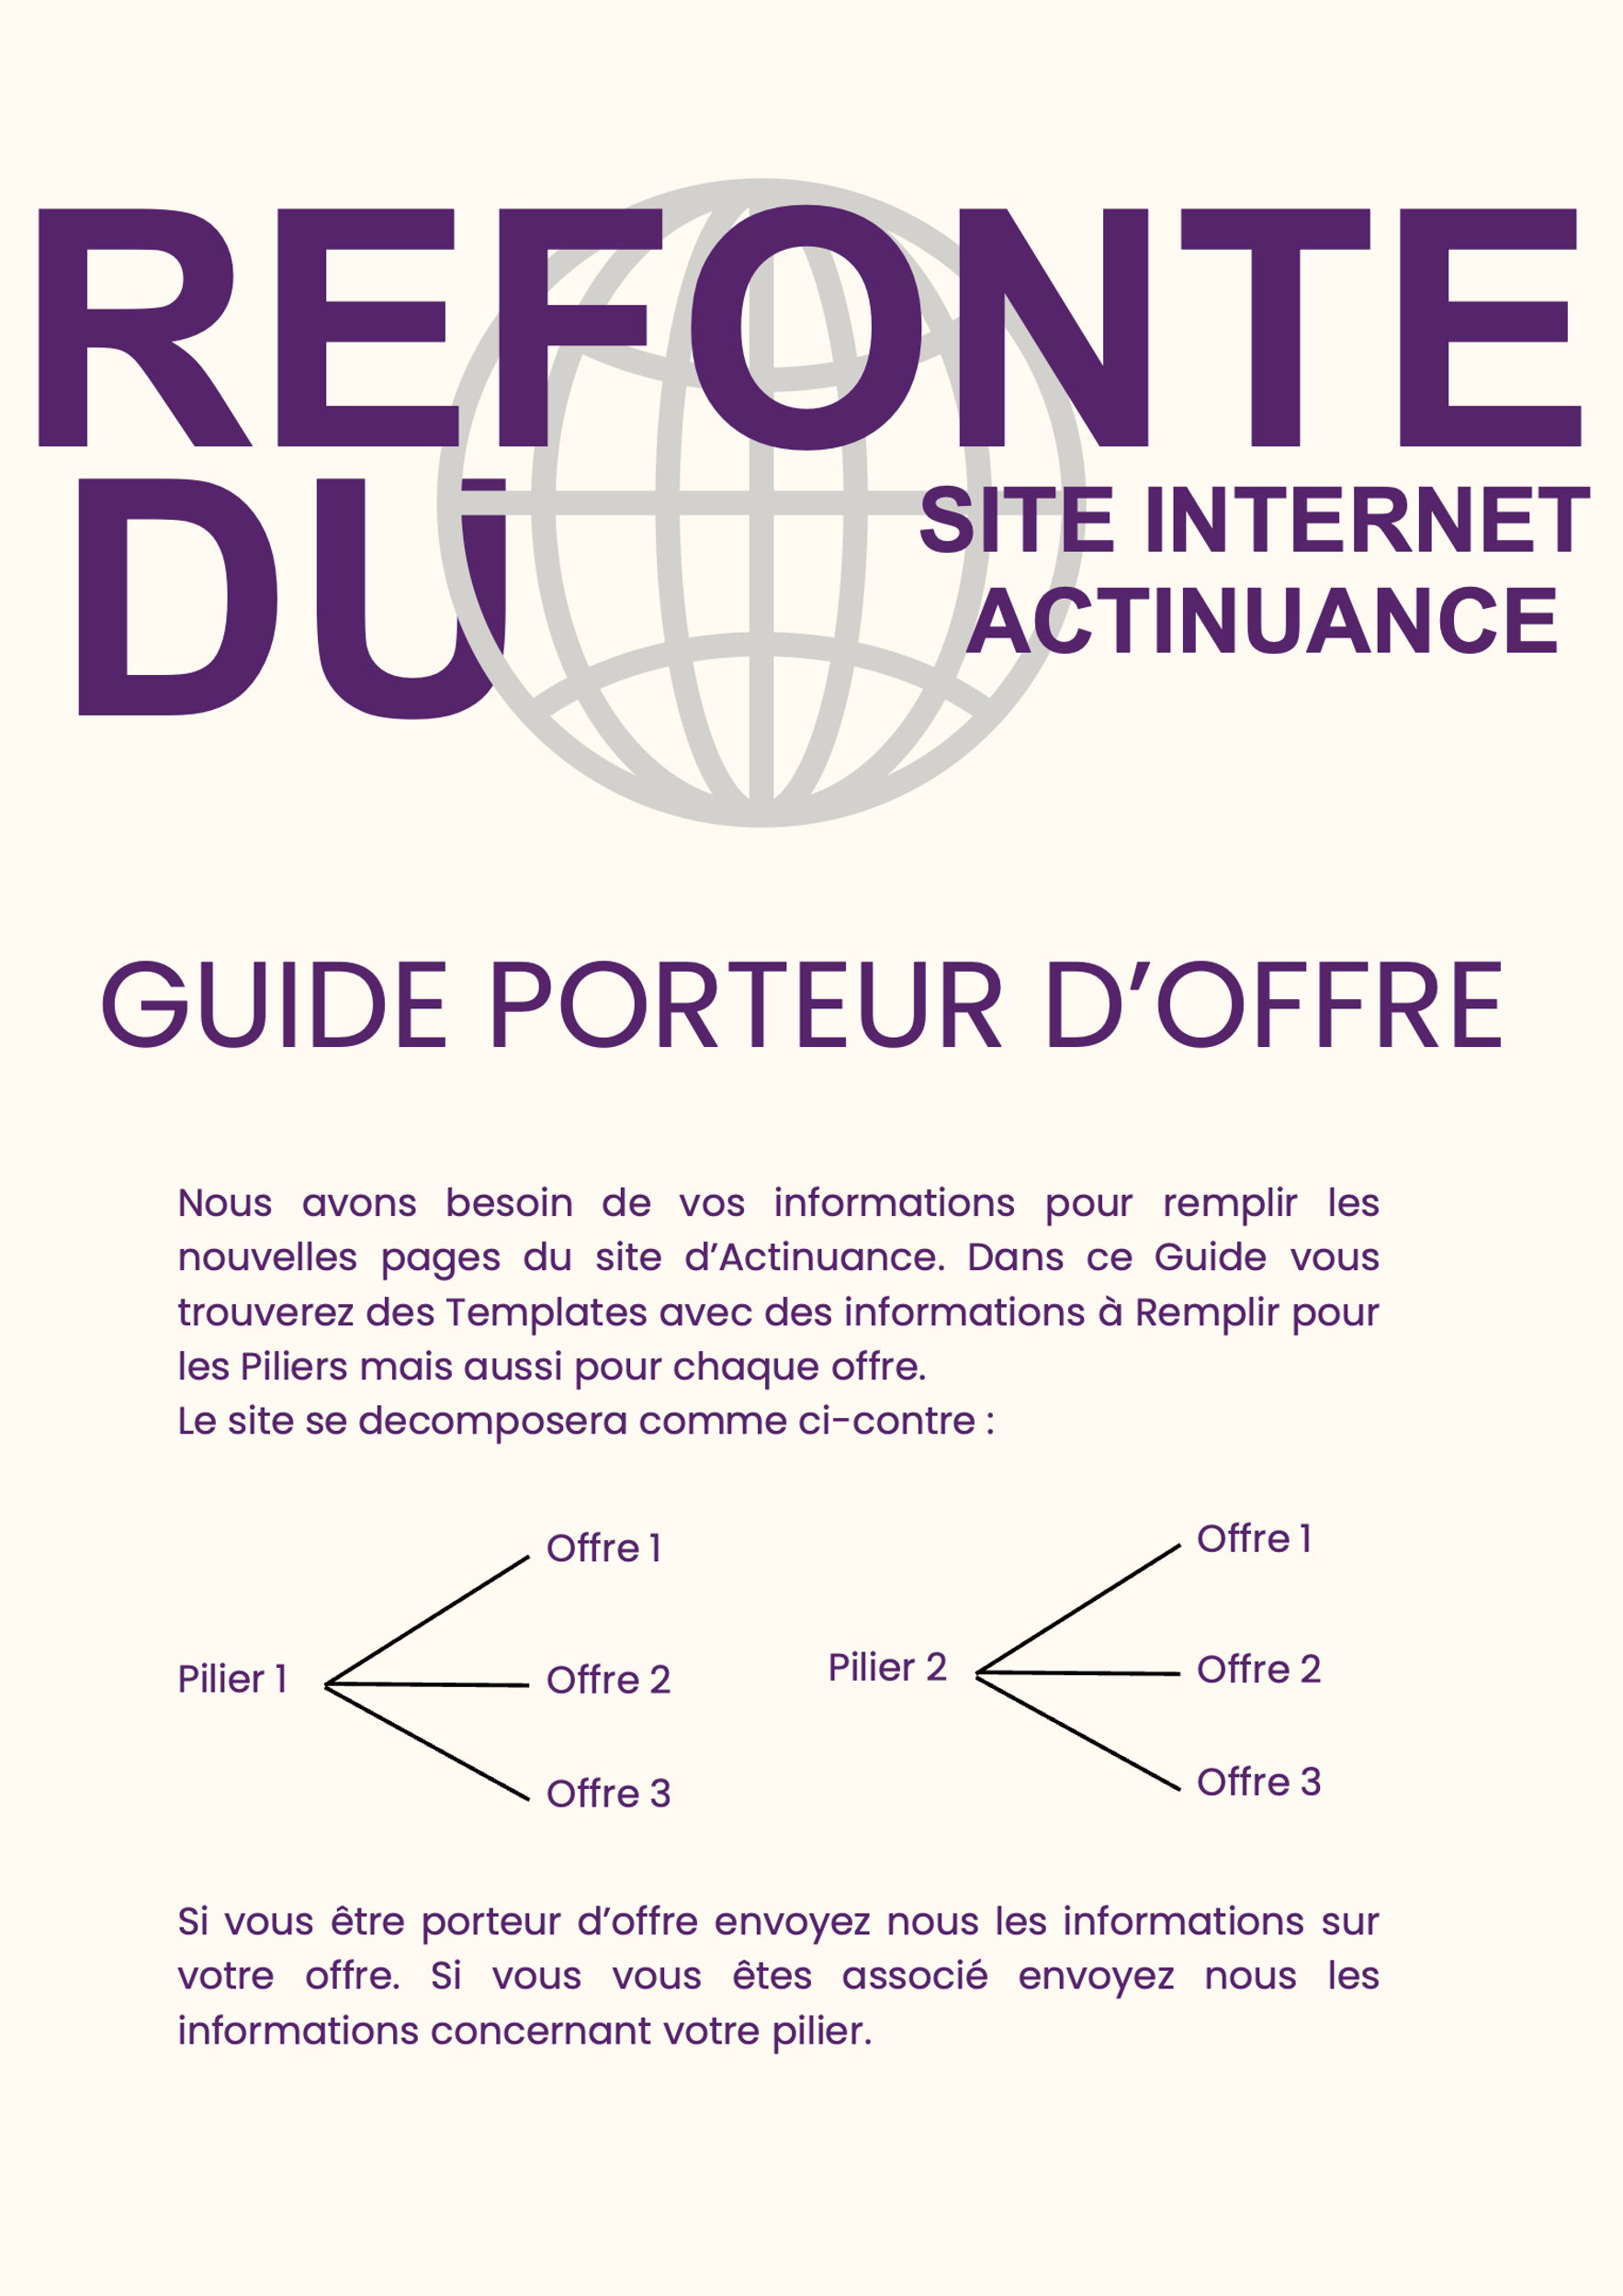 REFONTE
DU
SITE INTERNET
ACTINUANCE
GUIDE PORTEUR D’OFFRE
Nous avons besoin de vos informations pour remplir les
nouvelles pages du site d’Actinuance. Dans ce Guide vous
trouverez des Templates avec des informations à Remplir pour
les Piliers mais aussi pour chaque offre.
Le site se decomposera comme ci-contre :
Pilier 1
Offre 1
Offre 2
Offre 3
Pilier 2
Offre 1
Offre 2
Offre 3
Si vous être porteur d’offre envoyez nous les informations sur
votre offre. Si vous vous êtes associé envoyez nous les
informations concernant votre pilier.